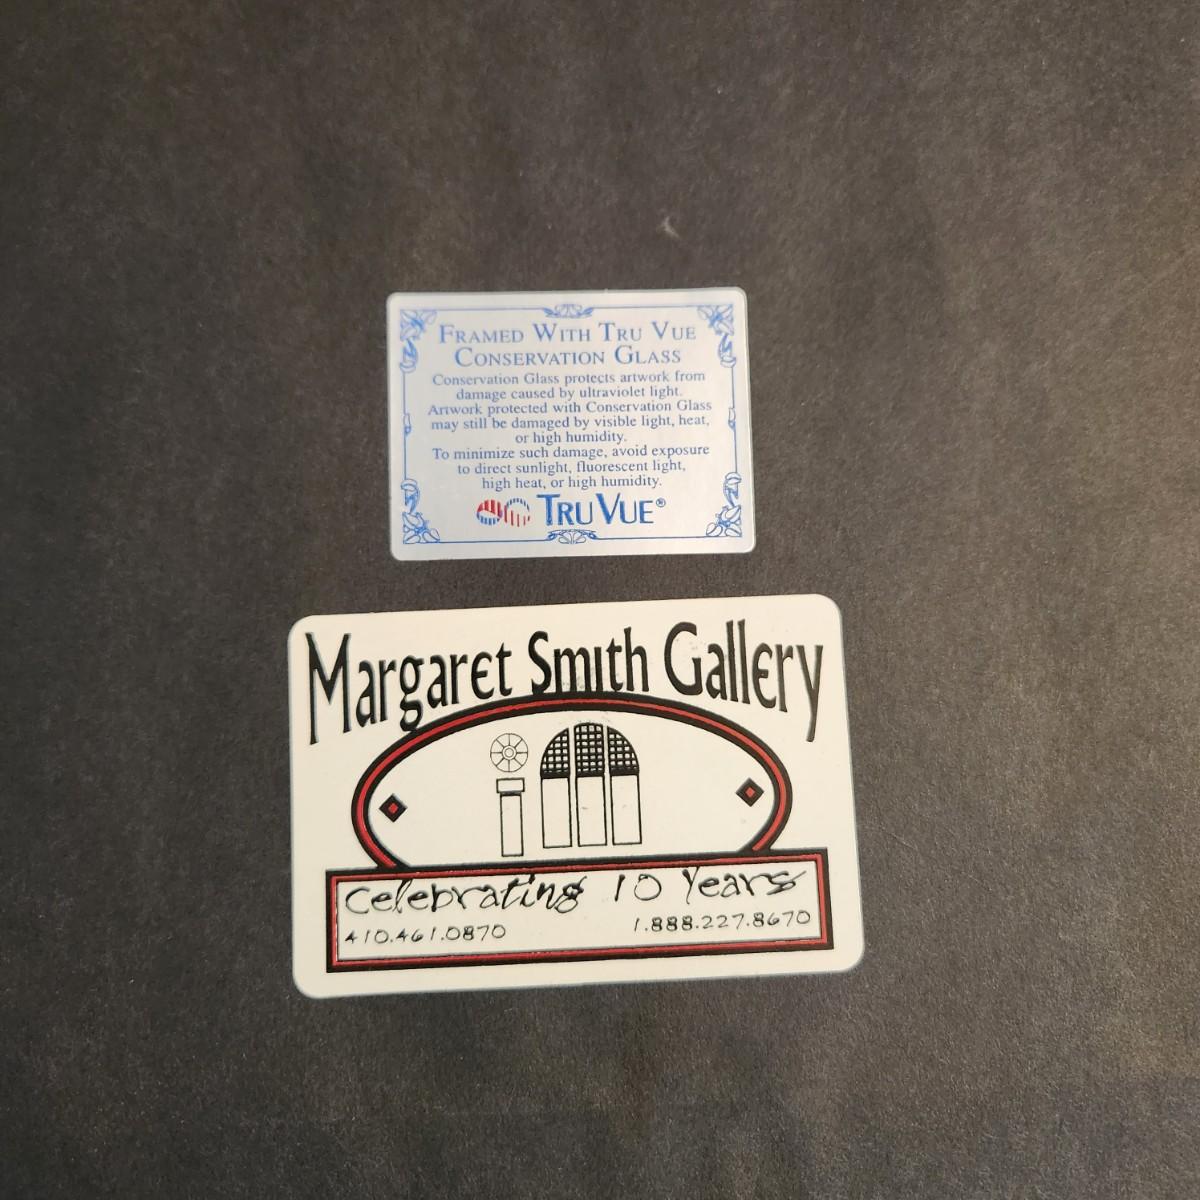 FRAMED WITH TRU VUE
CONSERVATION GLASS
Conservation Glass protects artwork from
damage caused by ultraviolet light.
Artwork protected with Conservation Glass
may still be damaged by visible light, heat,
or high humidity.
To minimize such damage, avoid exposure
to direct sunlight, fluorescent light,
high heat, or high humidity.
TRU VUE®
Margaret Smith Gallery
Celebrating 10 Years
410.461.0870 1.888.227.8670